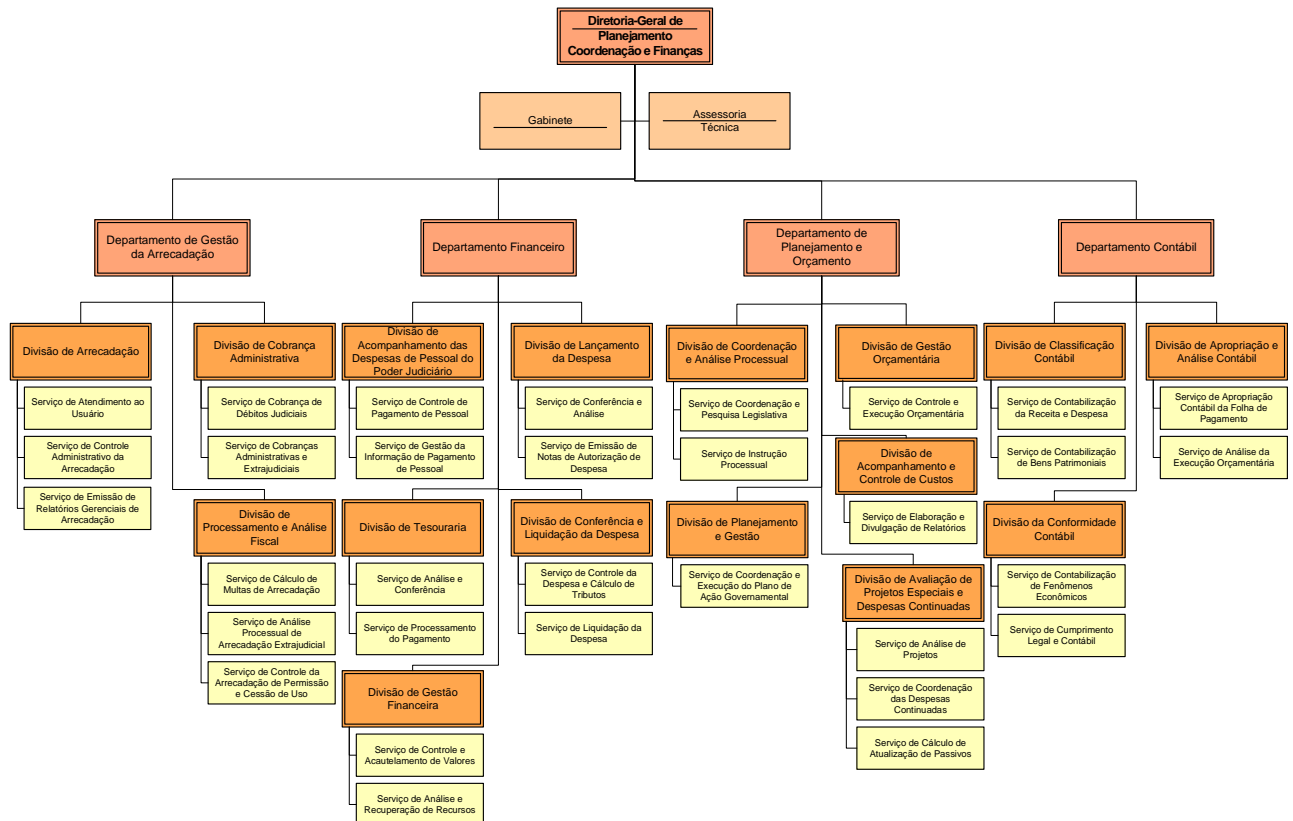 Diretoria-Geral de
Planejamento
Coordenação e Finanças
Gabinete
Assessoria
Técnica
Departamento de Gestão
da Arrecadação
Departamento Financeiro
Departamento de
Planejamento e
Orçamento
Departamento Contábil
Divisão de Arrecadação
Serviço de Atendimento ao
Usuário
Serviço de Controle
Administrativo da
Arrecadação
Serviço de Emissão de
Relatórios Gerenciais de
Arrecadação
Divisão de Cobrança
Administrativa
Serviço de Cobrança de
Débitos Judiciais
Serviço de Cobranças
Administrativas e
Extrajudiciais
Divisão de
Processamento e Análise
Fiscal
Serviço de Cálculo de
Multas de Arrecadação
Serviço de Análise
Processual de
Arrecadação Extrajudicial
Serviço de Controle da
Arrecadação de Permissão
e Cessão de Uso
Divisão de
Acompanhamento das
Despesas de Pessoal do
Poder Judiciário
Serviço de Controle de
Pagamento de Pessoal
Serviço de Gestão da
Informação de Pagamento
de Pessoal
Divisão de Lançamento
da Despesa
Serviço de Conferência e
Análise
Serviço de Emissão de
Notas de Autorização de
Despesa
Divisão de Tesouraria
Serviço de Análise e
Conferência
Serviço de Processamento
do Pagamento
Divisão de Conferência e
Liquidação da Despesa
Serviço de Controle da
Despesa e Cálculo de
Tributos
Serviço de Liquidação da
Despesa
Divisão de Gestão
Financeira
Serviço de Controle e
Acautelamento de Valores
Serviço de Análise e
Recuperação de Recursos
Divisão de Coordenação
e Análise Processual
Serviço de Coordenação e
Pesquisa Legislativa
Serviço de Instrução
Processual
Divisão de Gestão
Orçamentária
Serviço de Controle e
Execução Orçamentária
Divisão de
Acompanhamento e
Controle de Custos
Serviço de Elaboração e
Divulgação de Relatórios
Divisão de Planejamento
e Gestão
Serviço de Coordenação e
Execução do Plano de
Ação Governamental
Divisão de Avaliação de
Projetos Especiais e
Despesas Continuadas
Serviço de Análise de
Projetos
Serviço de Coordenação
das Despesas
Continuadas
Serviço de Cálculo de
Atualização de Passivos
Divisão de Classificação
Contábil
Serviço de Contabilização
da Receita e Despesa
Serviço de Contabilização
de Bens Patrimoniais
Divisão de Apropriação e
Análise Contábil
Serviço de Apropriação
Contábil da Folha de
Pagamento
Serviço de Análise da
Execução Orçamentária
Divisão da Conformidade
Contábil
Serviço de Contabilização
de Fenômenos
Econômicos
Serviço de Cumprimento
Legal e Contábil